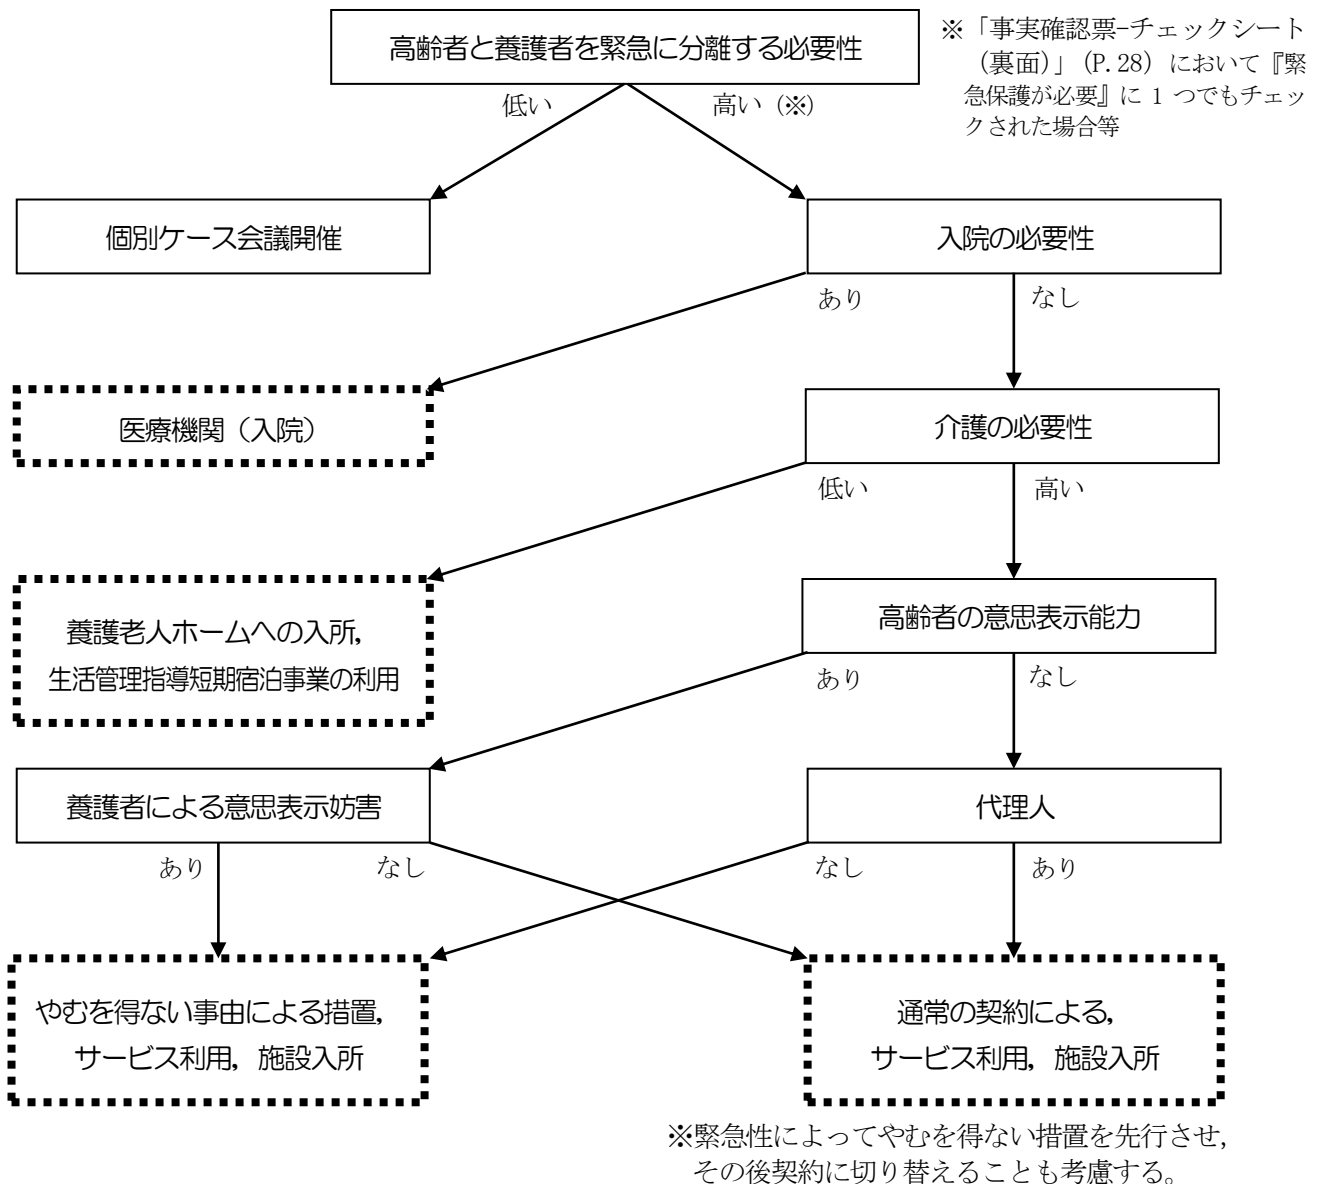 高齢者と養護者を緊急に分離する必要性
※「事実確認票-チェックシート
（裏面）」(P.28) において『緊
急保護が必要』に 1 つでもチェッ
クされた場合等
低い
高い (※)
個別ケース会議開催
入院の必要性
あり
なし
医療機関（入院）
介護の必要性
低い
高い
養護老人ホームへの入所,
生活管理指導短期宿泊事業の利用
高齢者の意思表示能力
あり
なし
養護者による意思表示妨害
代理人
あり
なし
なし
あり
やむを得ない事由による措置,
サービス利用, 施設入所
通常の契約による,
サービス利用, 施設入所
※緊急性によってやむを得ない措置を先行させ,
その後契約に切り替えることも考慮する。